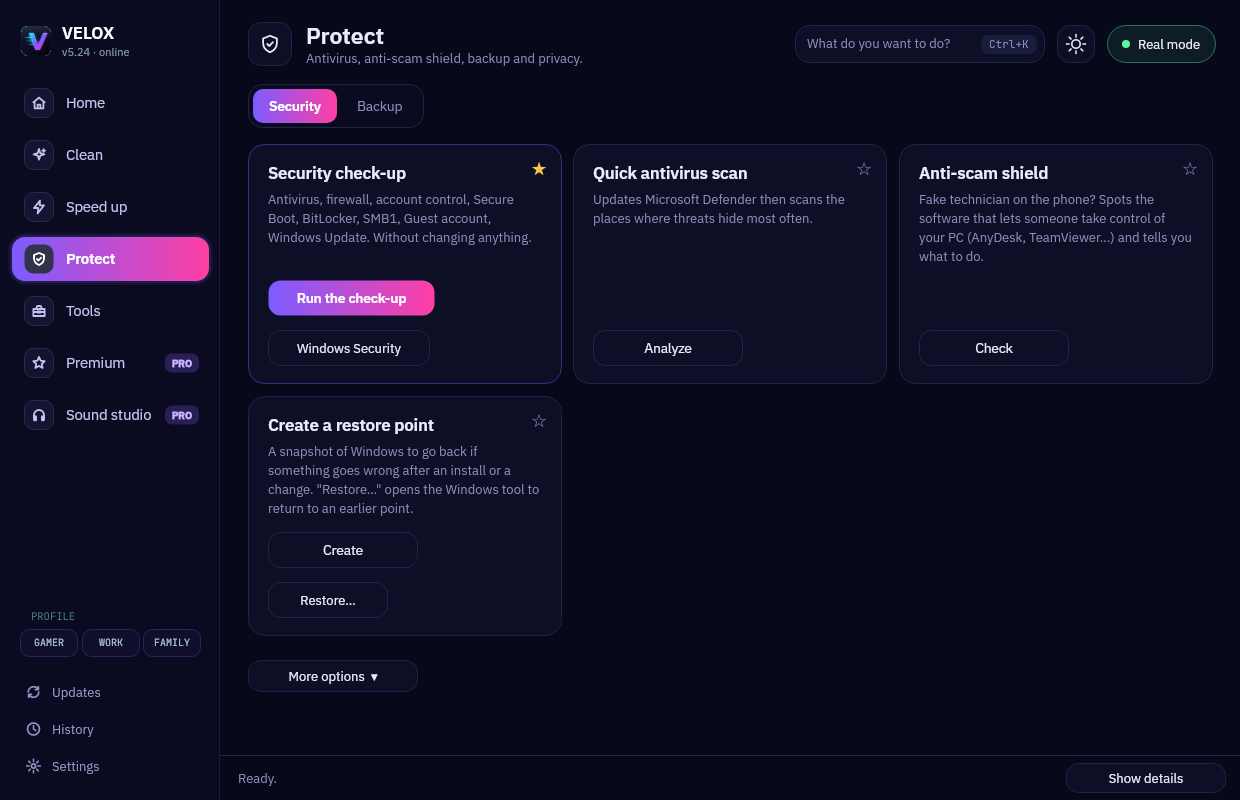 VELOX
v5.24 · online
Home
Clean
Speed up
Protect
Tools
Premium PRO
Sound studio PRO
PROFILE
GAMER WORK FAMILY
Updates
History
Settings
Protect
Antivirus, anti-scam shield, backup and privacy.
What do you want to do? Ctrl+K
Real mode
Security Backup
Security check-up ★
Antivirus, firewall, account control, Secure
Boot, BitLocker, SMB1, Guest account,
Windows Update. Without changing anything.
Run the check-up
Windows Security
Quick antivirus scan ☆
Updates Microsoft Defender then scans the
places where threats hide most often.
Analyze
Anti-scam shield ☆
Fake technician on the phone? Spots the
software that lets someone take control of
your PC (AnyDesk, TeamViewer…) and tells you
what to do.
Check
Create a restore point ☆
A snapshot of Windows to go back if
something goes wrong after an install or a
change. "Restore…" opens the Windows tool to
return to an earlier point.
Create
Restore…
More options ▾
Ready.
Show details